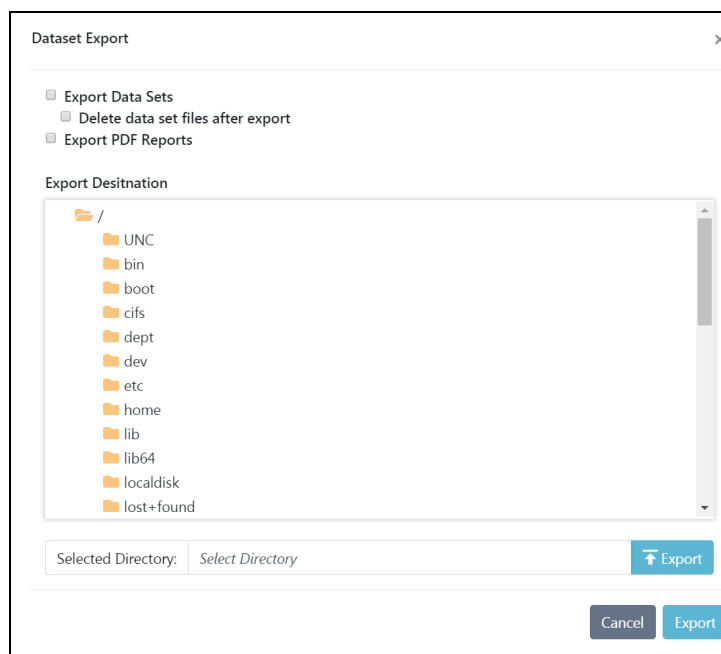 Dataset Export ×
Export Data Sets
Delete data set files after export
Export PDF Reports
Export Desitnation
/
UNC
bin
boot
cifs
dept
dev
etc
home
lib
lib64
localdisk
lost+found
Selected Directory: Select Directory Export
Cancel Export